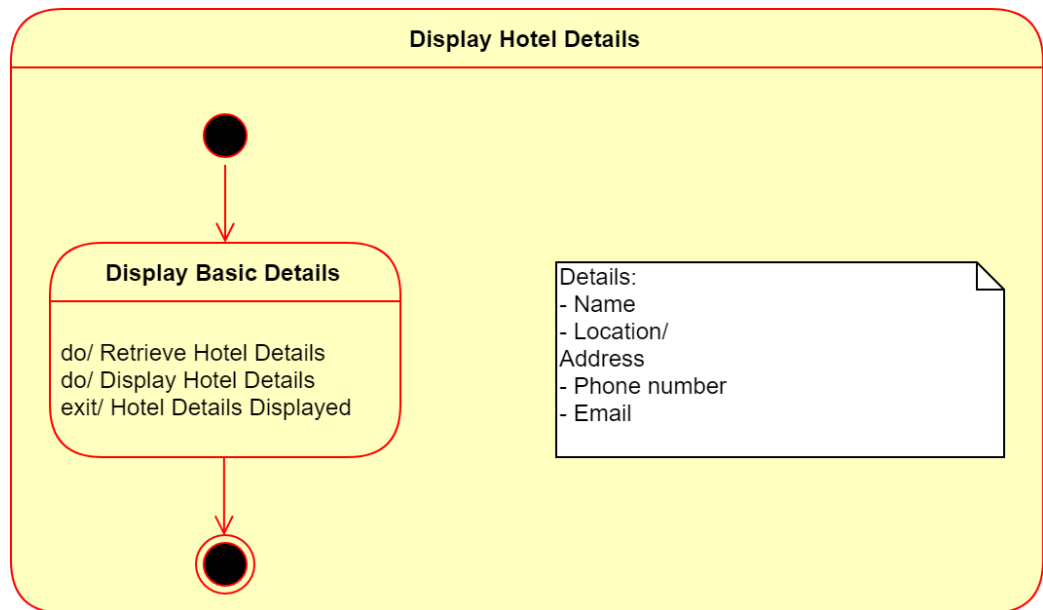 Display Hotel Details
Display Basic Details
do/ Retrieve Hotel Details
do/ Display Hotel Details
exit/ Hotel Details Displayed
Details:
- Name
- Location/
Address
- Phone number
- Email